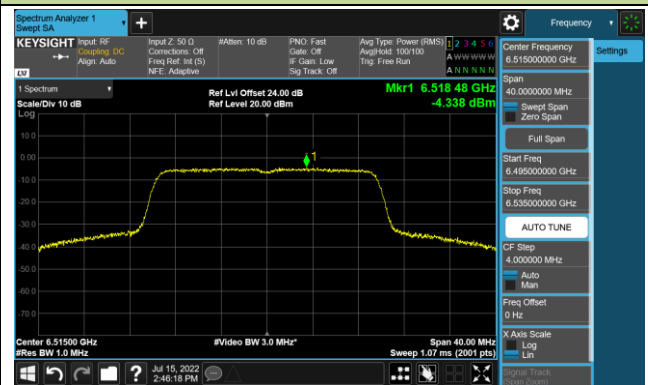 Spectrum Analyzer 1
Swept SA
Frequency
KEYSIGHT
Input: RF
Coupling: DC
Align: Auto
Input Z: 50 Ω
Corrections: Off
Freq Ref: Int (S)
NFE: Adaptive
#Atten: 10 dB
PNO: Fast
Gate: Off
IF Gain: Low
Sig Track: Off
Avg Type: Power (RMS)
Avg|Hold: 100/100
Trig: Free Run
1 2 3 4 5 6
A W W W W W
A N N N N N
LXI
1 Spectrum
Scale/Div 10 dB
Log
Ref Lvl Offset 24.00 dB
Ref Level 20.00 dBm
Mkr1 6.518 48 GHz
-4.338 dBm
10.0
0.00
-10.0
-20.0
-30.0
-40.0
-50.0
-60.0
-70.0
1
Center 6.51500 GHz
#Res BW 1.0 MHz
#Video BW 3.0 MHz*
Span 40.00 MHz
Sweep 1.07 ms (2001 pts)
Jul 15, 2022
2:46:18 PM
Center Frequency
6.515000000 GHz
Settings
Span
40.0000000 MHz
Swept Span
Zero Span
Full Span
Start Freq
6.495000000 GHz
Stop Freq
6.535000000 GHz
AUTO TUNE
CF Step
4.000000 MHz
Auto
Man
Freq Offset
0 Hz
X Axis Scale
Log
Lin
Signal Track
(Span Zoom)